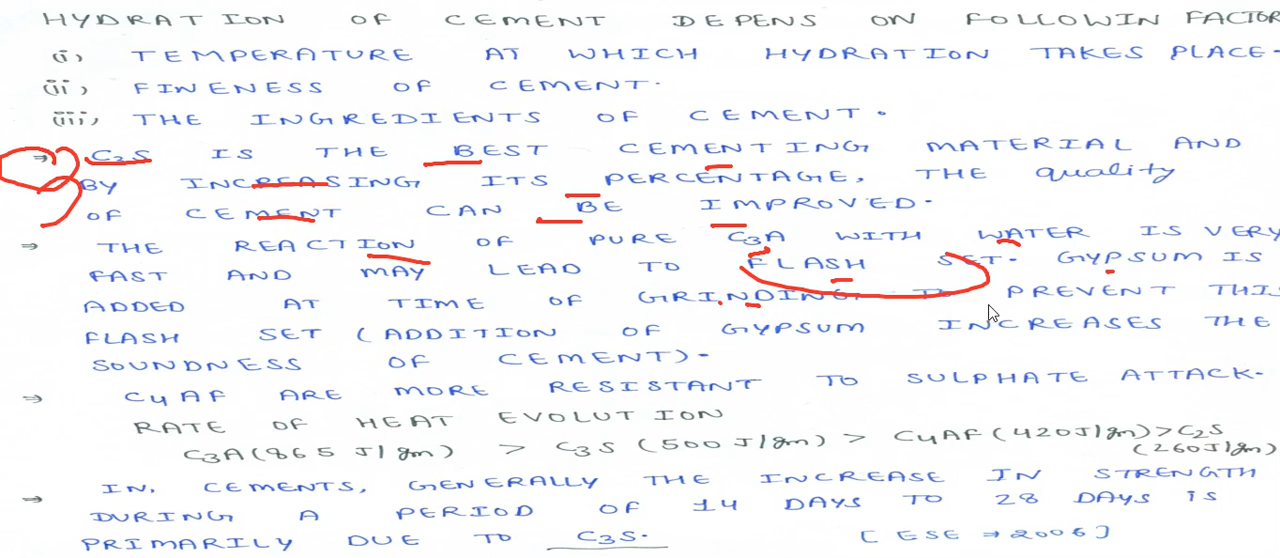 HYDRATION OF CEMENT DEPENS ON FOLLOWIN FACTOR
(i) TEMPERATURE AT WHICH HYDRATION TAKES PLACE.
(ii) FINENESS OF CEMENT.
(iii) THE INGREDIENTS OF CEMENT.
⇒ C2S IS THE BEST CEMENTING MATERIAL AND
BY INCREASING ITS PERCENTAGE, THE quality
OF CEMENT CAN BE IMPROVED.
⇒ THE REACTION OF PURE C3A WITH WATER IS VERY
FAST AND MAY LEAD TO FLASH SET. GYPSUM IS
ADDED AT TIME OF GRINDING TO PREVENT THIS
FLASH SET (ADDITION OF GYPSUM INCREASES THE
SOUNDNESS OF CEMENT).
⇒ C4AF ARE MORE RESISTANT TO SULPHATE ATTACK.
RATE OF HEAT EVOLUTION
C3A (865 J/gm) > C3S (500 J/gm) > C4AF (420J/gm) > C2S
(260J/gm)
⇒ IN, CEMENTS, GENERALLY THE INCREASE IN STRENGTH
DURING A PERIOD OF 14 DAYS TO 28 DAYS IS
PRIMARILY DUE TO C3S. [ESE ⇒ 2006]